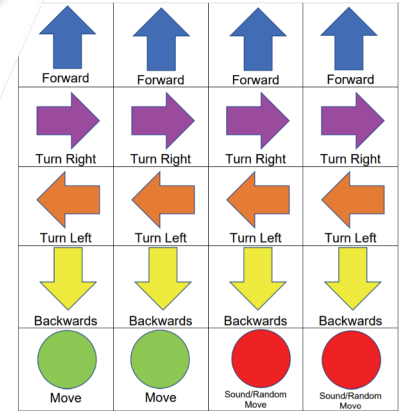 Forward Forward Forward Forward
Turn Right Turn Right Turn Right Turn Right
Turn Left Turn Left Turn Left Turn Left
Backwards Backwards Backwards Backwards
Move Move Sound/Random Sound/Random
Move Move